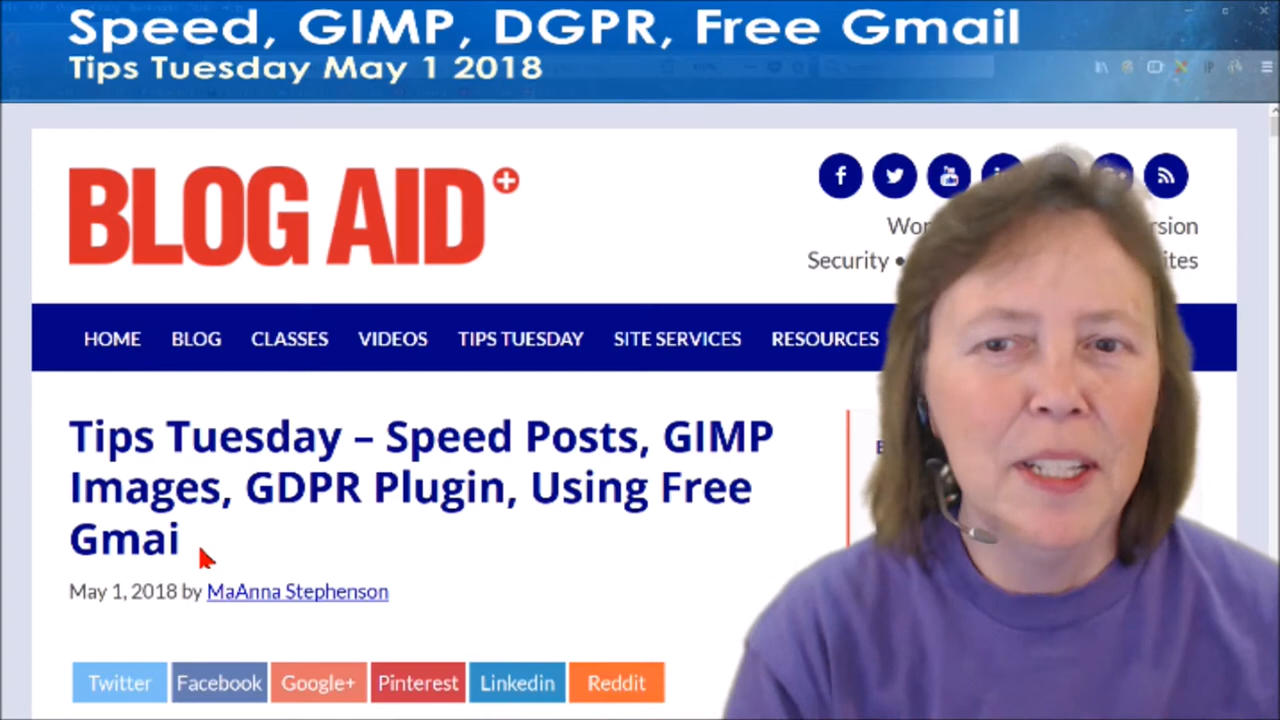 Speed, GIMP, DGPR, Free Gmail
Tips Tuesday May 1 2018
BLOG AID+
Security •
HOME BLOG CLASSES VIDEOS TIPS TUESDAY SITE SERVICES RESOURCES
Tips Tuesday – Speed Posts, GIMP
Images, GDPR Plugin, Using Free
Gmai
May 1, 2018 by MaAnna Stephenson
Twitter Facebook Google+ Pinterest Linkedin Reddit